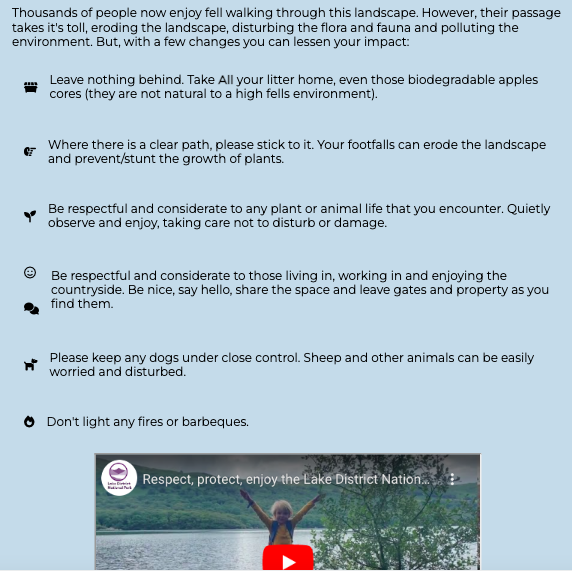 Thousands of people now enjoy fell walking through this landscape. However, their passage
takes it's toll, eroding the landscape, disturbing the flora and fauna and polluting the
environment. But, with a few changes you can lessen your impact:
Leave nothing behind. Take All your litter home, even those biodegradable apples
cores (they are not natural to a high fells environment).
Where there is a clear path, please stick to it. Your footfalls can erode the landscape
and prevent/stunt the growth of plants.
Be respectful and considerate to any plant or animal life that you encounter. Quietly
observe and enjoy, taking care not to disturb or damage.
Be respectful and considerate to those living in, working in and enjoying the
countryside. Be nice, say hello, share the space and leave gates and property as you
find them.
Please keep any dogs under close control. Sheep and other animals can be easily
worried and disturbed.
Don't light any fires or barbeques.
Respect, protect, enjoy the Lake District Nation...
Lake District
National Park